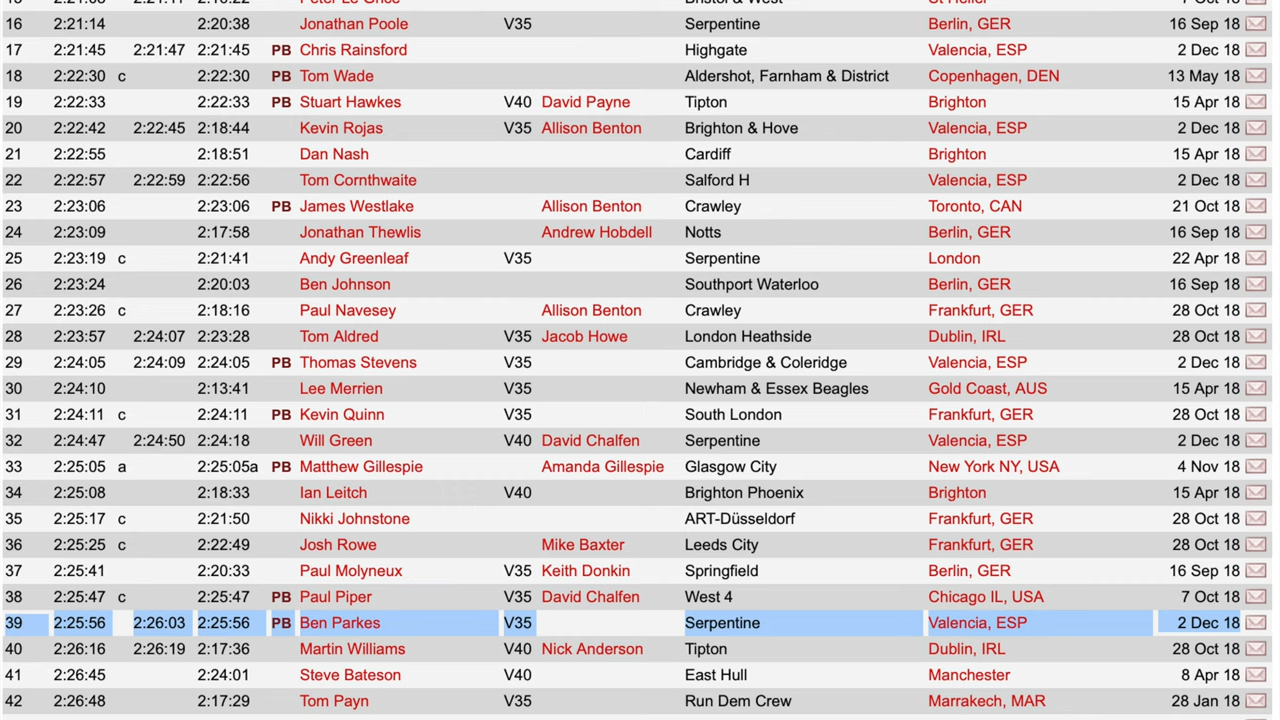 16 2:21:14 2:20:38 Jonathan Poole V35 Serpentine Berlin, GER 16 Sep 18
17 2:21:45 2:21:47 2:21:45 PB Chris Rainsford Highgate Valencia, ESP 2 Dec 18
18 2:22:30 c 2:22:30 PB Tom Wade Aldershot, Farnham & District Copenhagen, DEN 13 May 18
19 2:22:33 2:22:33 PB Stuart Hawkes V40 David Payne Tipton Brighton 15 Apr 18
20 2:22:42 2:22:45 2:18:44 Kevin Rojas V35 Allison Benton Brighton & Hove Valencia, ESP 2 Dec 18
21 2:22:55 2:18:51 Dan Nash Cardiff Brighton 15 Apr 18
22 2:22:57 2:22:59 2:22:56 Tom Cornthwaite Salford H Valencia, ESP 2 Dec 18
23 2:23:06 2:23:06 PB James Westlake Allison Benton Crawley Toronto, CAN 21 Oct 18
24 2:23:09 2:17:58 Jonathan Thewlis Andrew Hobdell Notts Berlin, GER 16 Sep 18
25 2:23:19 c 2:21:41 Andy Greenleaf V35 Serpentine London 22 Apr 18
26 2:23:24 2:20:03 Ben Johnson Southport Waterloo Berlin, GER 16 Sep 18
27 2:23:26 c 2:18:16 Paul Navesey Allison Benton Crawley Frankfurt, GER 28 Oct 18
28 2:23:57 2:24:07 2:23:28 Tom Aldred V35 Jacob Howe London Heathside Dublin, IRL 28 Oct 18
29 2:24:05 2:24:09 2:24:05 PB Thomas Stevens V35 Cambridge & Coleridge Valencia, ESP 2 Dec 18
30 2:24:10 2:13:41 Lee Merrien V35 Newham & Essex Beagles Gold Coast, AUS 15 Apr 18
31 2:24:11 c 2:24:11 PB Kevin Quinn V35 South London Frankfurt, GER 28 Oct 18
32 2:24:47 2:24:50 2:24:18 Will Green V40 David Chalfen Serpentine Valencia, ESP 2 Dec 18
33 2:25:05 a 2:25:05a PB Matthew Gillespie Amanda Gillespie Glasgow City New York NY, USA 4 Nov 18
34 2:25:08 2:18:33 Ian Leitch V40 Brighton Phoenix Brighton 15 Apr 18
35 2:25:17 c 2:21:50 Nikki Johnstone ART-Düsseldorf Frankfurt, GER 28 Oct 18
36 2:25:25 c 2:22:49 Josh Rowe Mike Baxter Leeds City Frankfurt, GER 28 Oct 18
37 2:25:41 2:20:33 Paul Molyneux V35 Keith Donkin Springfield Berlin, GER 16 Sep 18
38 2:25:47 c 2:25:47 PB Paul Piper V35 David Chalfen West 4 Chicago IL, USA 7 Oct 18
39 2:25:56 2:26:03 2:25:56 PB Ben Parkes V35 Serpentine Valencia, ESP 2 Dec 18
40 2:26:16 2:26:19 2:17:36 Martin Williams V40 Nick Anderson Tipton Dublin, IRL 28 Oct 18
41 2:26:45 2:24:01 Steve Bateson V40 East Hull Manchester 8 Apr 18
42 2:26:48 2:17:29 Tom Payn V35 Run Dem Crew Marrakech, MAR 28 Jan 18